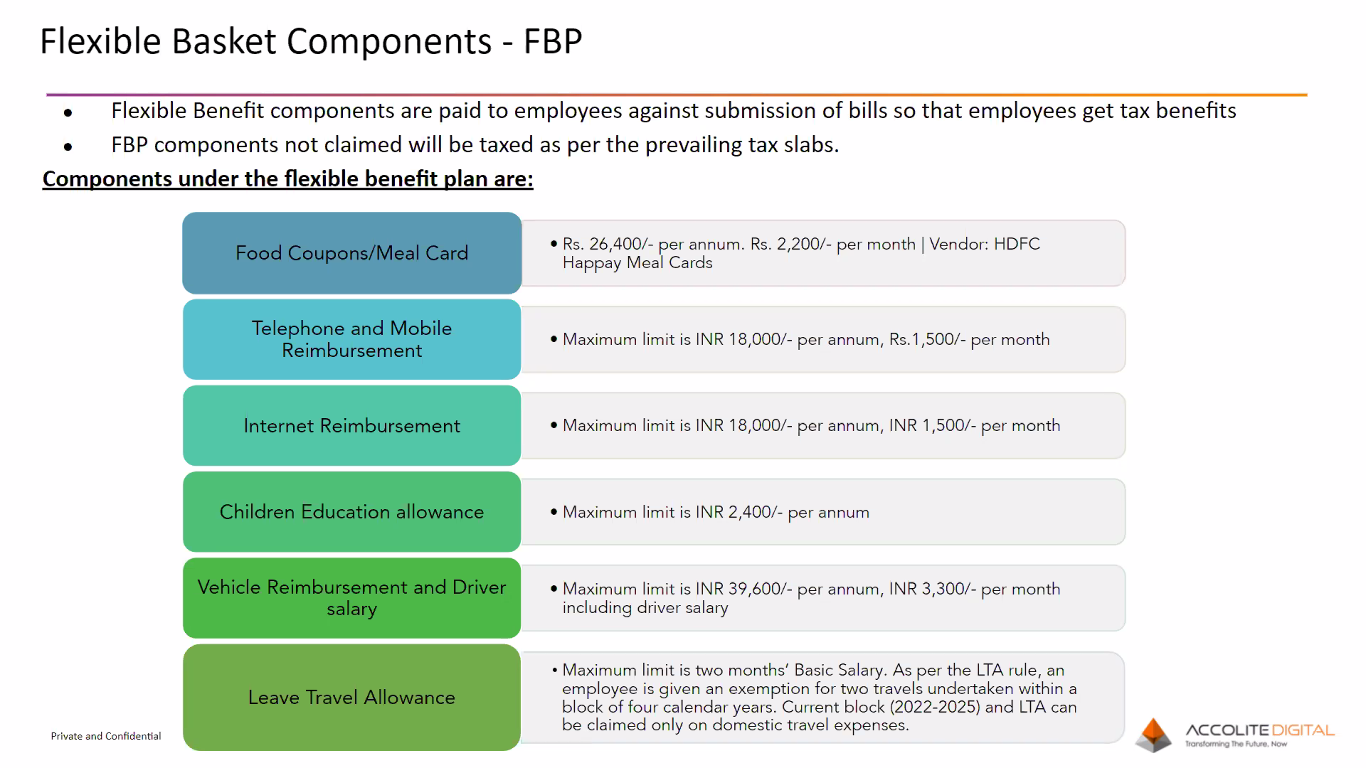 Flexible Basket Components - FBP
● Flexible Benefit components are paid to employees against submission of bills so that employees get tax benefits
● FBP components not claimed will be taxed as per the prevailing tax slabs.
Components under the flexible benefit plan are:
Food Coupons/Meal Card
• Rs. 26,400/- per annum. Rs. 2,200/- per month | Vendor: HDFC
Happay Meal Cards
Telephone and Mobile
Reimbursement
• Maximum limit is INR 18,000/- per annum, Rs.1,500/- per month
Internet Reimbursement
• Maximum limit is INR 18,000/- per annum, INR 1,500/- per month
Children Education allowance
• Maximum limit is INR 2,400/- per annum
Vehicle Reimbursement and Driver
salary
• Maximum limit is INR 39,600/- per annum, INR 3,300/- per month
including driver salary
Leave Travel Allowance
• Maximum limit is two months’ Basic Salary. As per the LTA rule, an
employee is given an exemption for two travels undertaken within a
block of four calendar years. Current block (2022-2025) and LTA can
be claimed only on domestic travel expenses.
Private and Confidential
ACCOLITE DIGITAL
Transforming The Future, Now